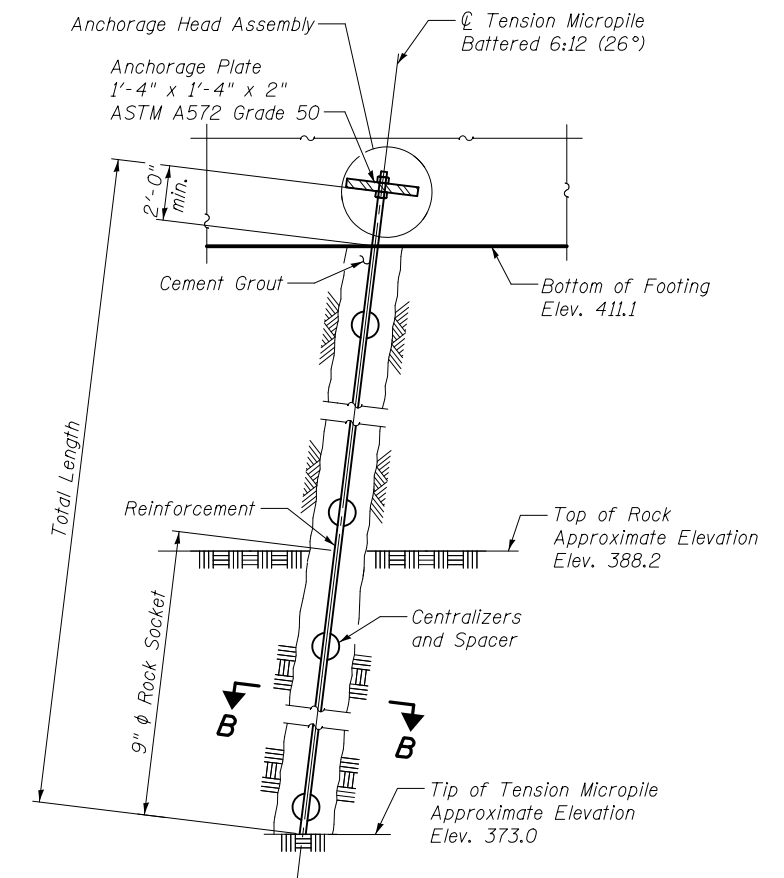 Anchorage Head Assembly
℄ Tension Micropile
Battered 6:12 (26°)
Anchorage Plate
1'-4" x 1'-4" x 2"
ASTM A572 Grade 50
2'-0"
min.
Cement Grout
Bottom of Footing
Elev. 411.1
Total Length
Reinforcement
Top of Rock
Approximate Elevation
Elev. 388.2
9" ϕ Rock Socket
Centralizers
and Spacer
B
B
Tip of Tension Micropile
Approximate Elevation
Elev. 373.0